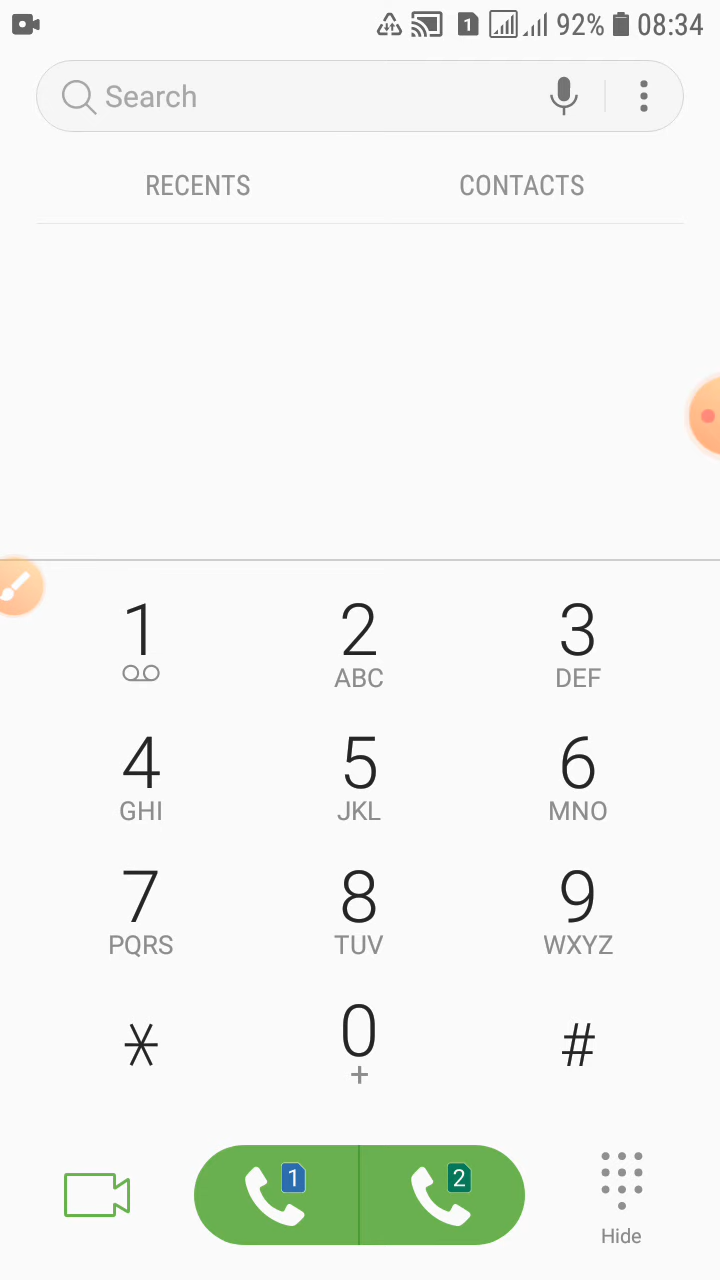 1 92% 08:34
Search
RECENTS CONTACTS
1 2 3
ABC DEF
4 5 6
GHI JKL MNO
7 8 9
PQRS TUV WXYZ
* 0 #
+
1 2
Hide